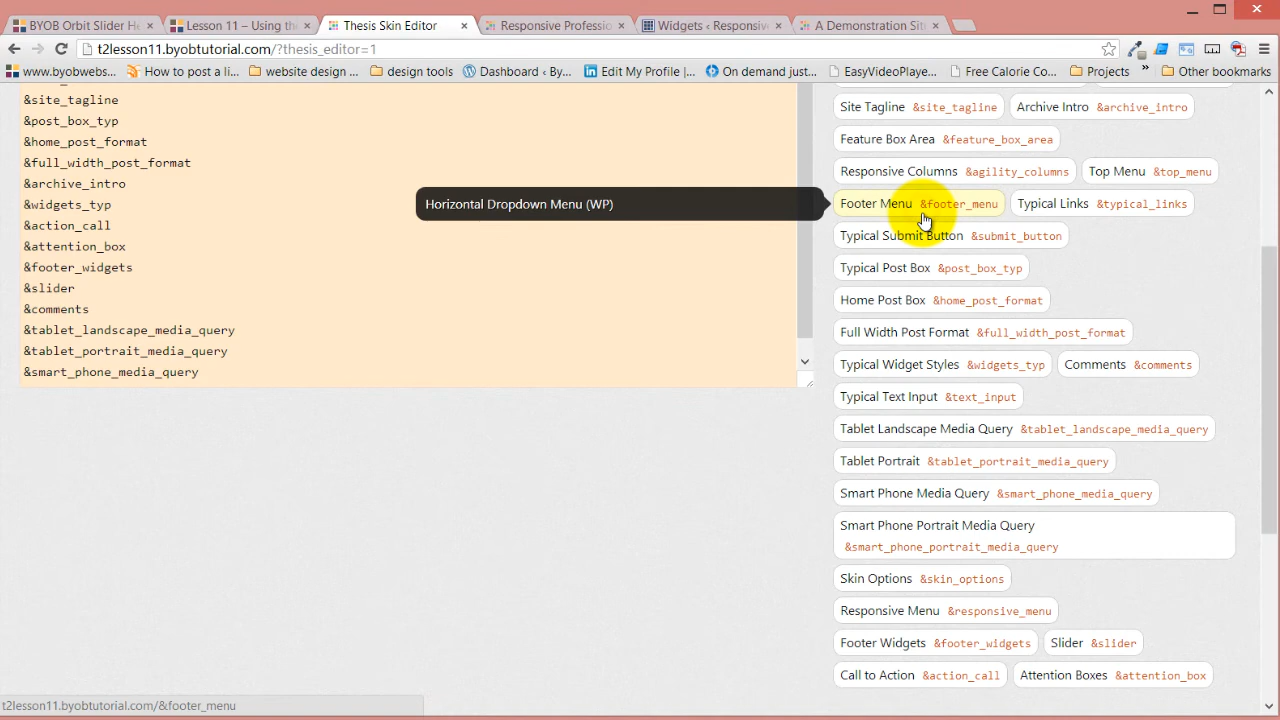 BYOB Orbit Slider He × Lesson 11 – Using th × Thesis Skin Editor × Responsive Professio × Widgets ‹ Responsive × A Demonstration Sit ×
t2lesson11.byobtutorial.com/?thesis_editor=1
www.byobwebs... How to post a li... website design ... design tools Dashboard ‹ By... Edit My Profile |... On demand just... EasyVideoPlaye... Free Calorie Co... Projects » Other bookmarks
&site_tagline
&post_box_typ
&home_post_format
&full_width_post_format
&archive_intro
&widgets_typ
&action_call
&attention_box
&footer_widgets
&slider
&comments
&tablet_landscape_media_query
&tablet_portrait_media_query
&smart_phone_media_query
Horizontal Dropdown Menu (WP)
Site Tagline &site_tagline Archive Intro &archive_intro
Feature Box Area &feature_box_area
Responsive Columns &agility_columns Top Menu &top_menu
Footer Menu &footer_menu Typical Links &typical_links
Typical Submit Button &submit_button
Typical Post Box &post_box_typ
Home Post Box &home_post_format
Full Width Post Format &full_width_post_format
Typical Widget Styles &widgets_typ Comments &comments
Typical Text Input &text_input
Tablet Landscape Media Query &tablet_landscape_media_query
Tablet Portrait &tablet_portrait_media_query
Smart Phone Media Query &smart_phone_media_query
Smart Phone Portrait Media Query
&smart_phone_portrait_media_query
Skin Options &skin_options
Responsive Menu &responsive_menu
Footer Widgets &footer_widgets Slider &slider
Call to Action &action_call Attention Boxes &attention_box
t2lesson11.byobtutorial.com/&footer_menu